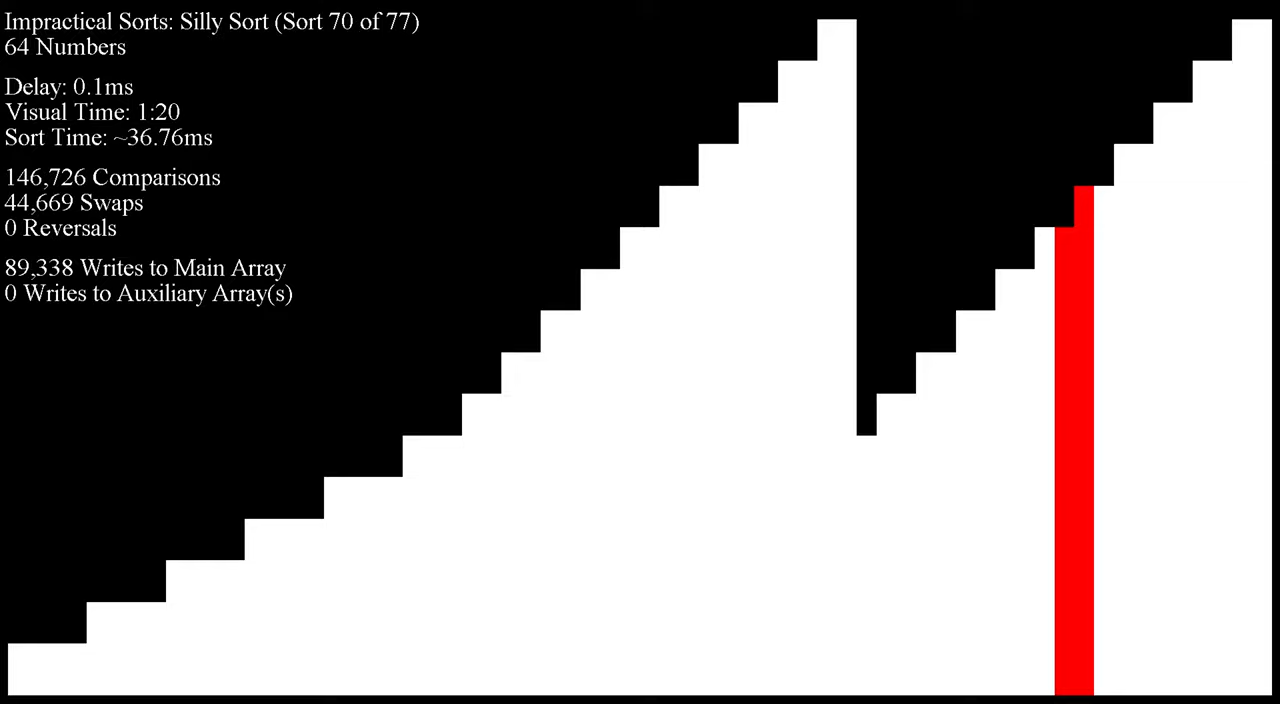 Impractical Sorts: Silly Sort (Sort 70 of 77)
64 Numbers
Delay: 0.1ms
Visual Time: 1:20
Sort Time: ~36.76ms
146,726 Comparisons
44,669 Swaps
0 Reversals
89,338 Writes to Main Array
0 Writes to Auxiliary Array(s)